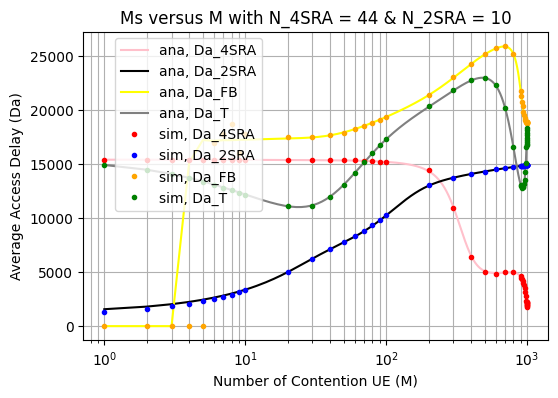 Ms versus M with N_4SRA = 44 & N_2SRA = 10
Average Access Delay (Da)
25000
20000
15000
10000
5000
0
ana, Da_4SRA
ana, Da_2SRA
ana, Da_FB
ana, Da_T
sim, Da_4SRA
sim, Da_2SRA
sim, Da_FB
sim, Da_T
10⁰ 10¹ 10² 10³
Number of Contention UE (M)